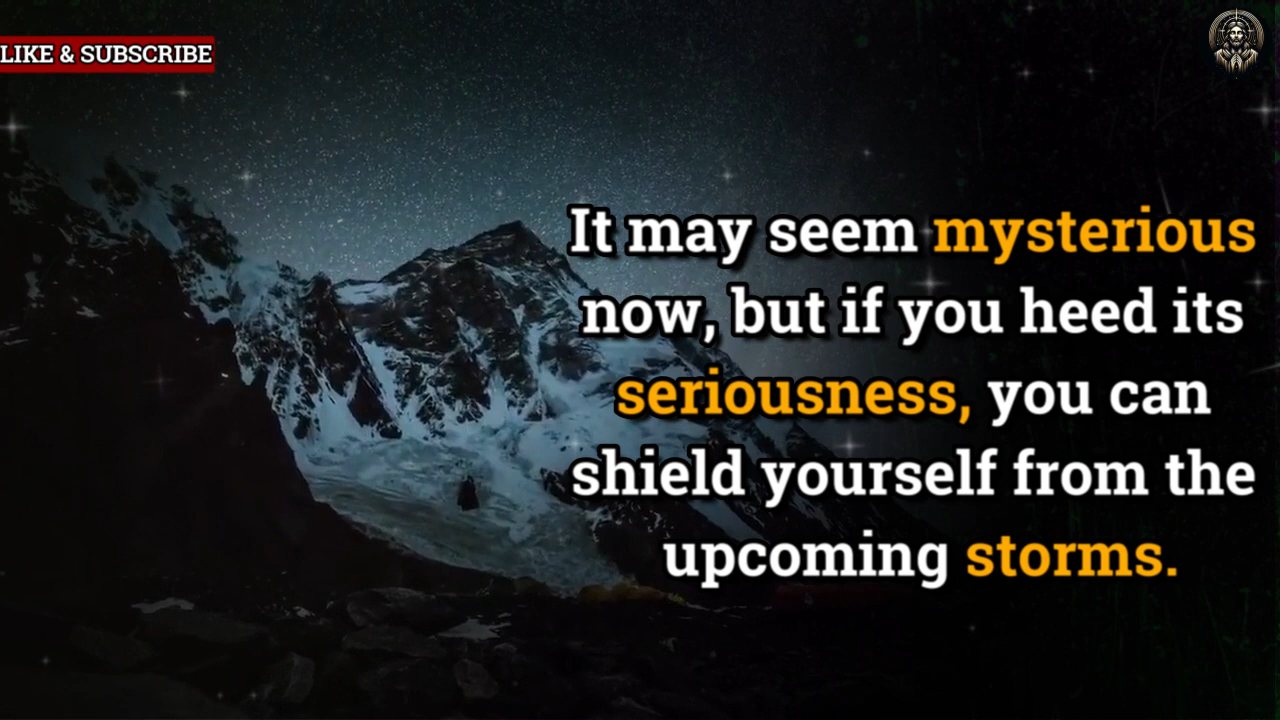 LIKE & SUBSCRIBE
It may seem mysterious
now, but if you heed its
seriousness, you can
shield yourself from the
upcoming storms.